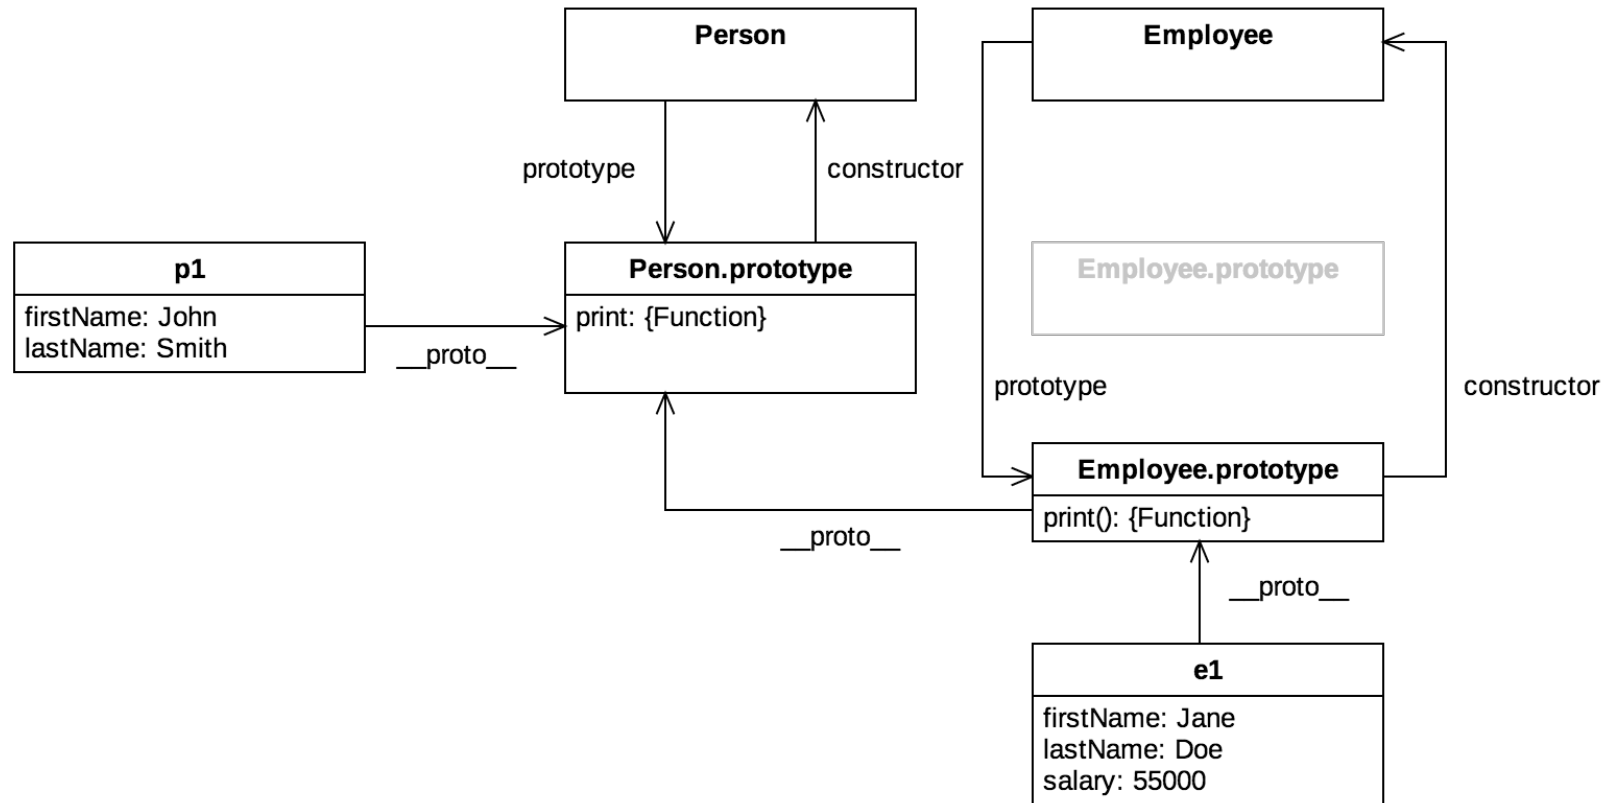 Person
Employee
prototype
constructor
p1
firstName: John
lastName: Smith
__proto__
Person.prototype
print: {Function}
Employee.prototype
prototype
constructor
Employee.prototype
print(): {Function}
__proto__
__proto__
e1
firstName: Jane
lastName: Doe
salary: 55000